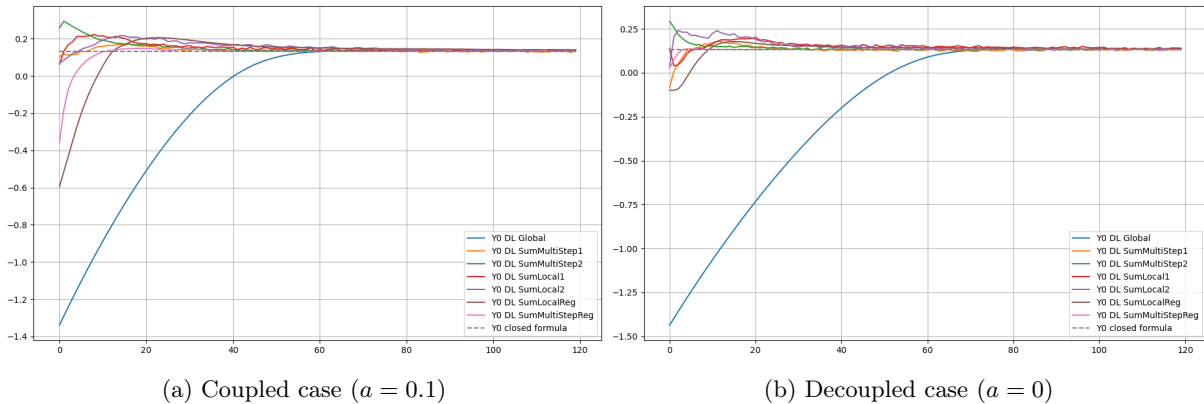 0.2
0.0
−0.2
−0.4
−0.6
−0.8
−1.0
−1.2
−1.4
0 20 40 60 80 100 120
Y0 DL Global
Y0 DL SumMultiStep1
Y0 DL SumMultiStep2
Y0 DL SumLocal1
Y0 DL SumLocal2
Y0 DL SumLocalReg
Y0 DL SumMultiStepReg
Y0 closed formula
(a) Coupled case (a = 0.1)
0.25
0.00
−0.25
−0.50
−0.75
−1.00
−1.25
−1.50
0 20 40 60 80 100 120
Y0 DL Global
Y0 DL SumMultiStep1
Y0 DL SumMultiStep2
Y0 DL SumLocal1
Y0 DL SumLocal2
Y0 DL SumLocalReg
Y0 DL SumMultiStepReg
Y0 closed formula
(b) Decoupled case (a = 0)